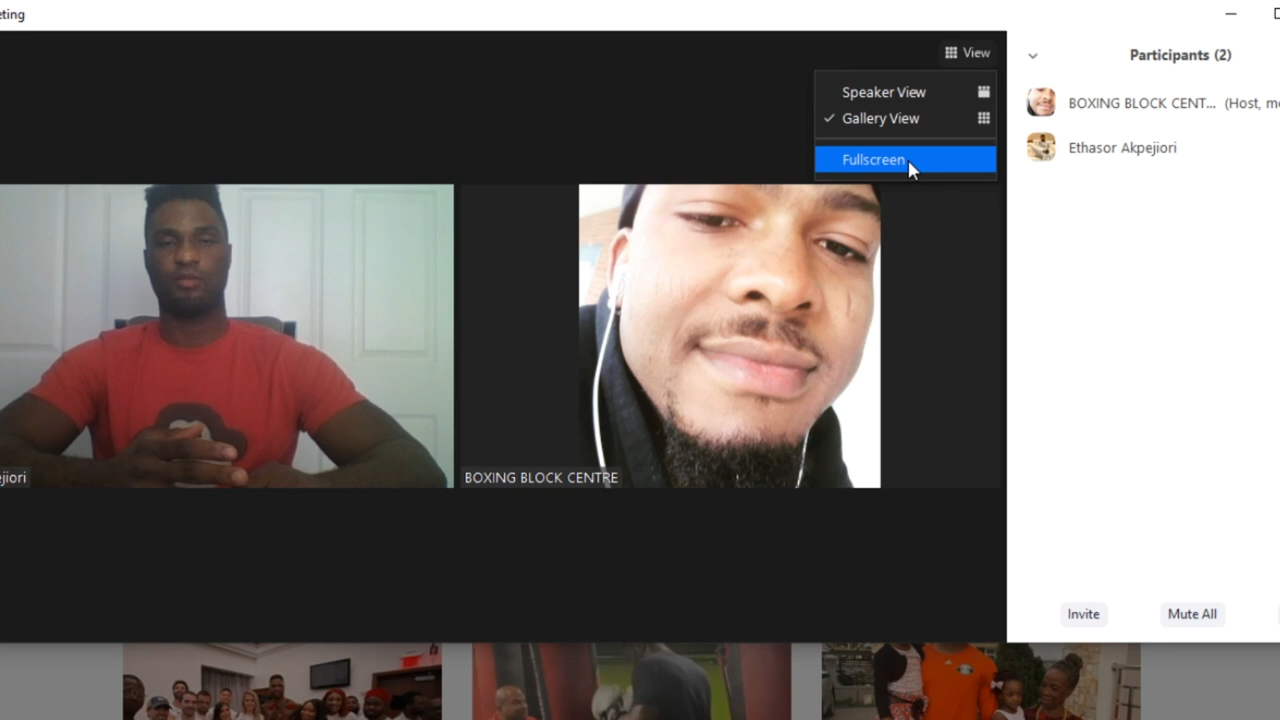 eting
View
Participants (2)
Speaker View
Gallery View
Fullscreen
BOXING BLOCK CENT... (Host, m
Ethasor Akpejiori
ejiori
BOXING BLOCK CENTRE
Invite
Mute All